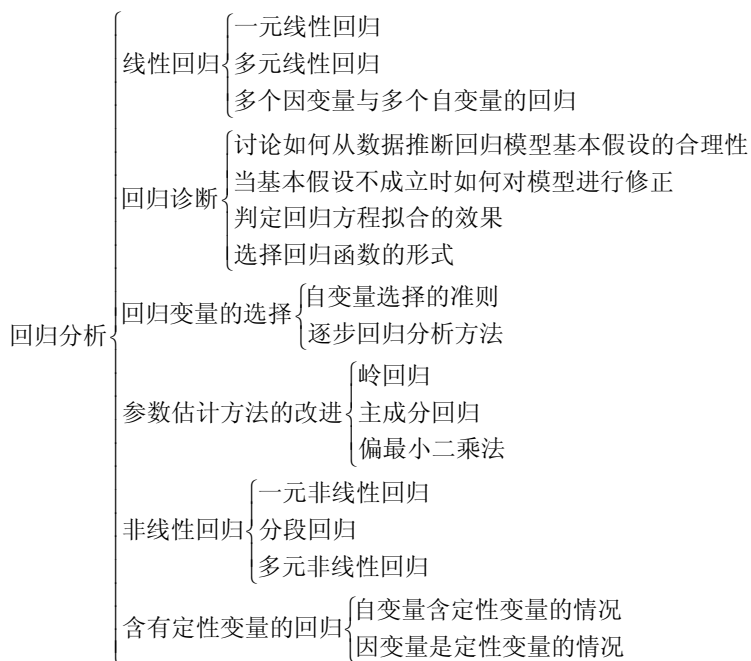 回归分析
线性回归
一元线性回归
多元线性回归
多个因变量与多个自变量的回归
回归诊断
讨论如何从数据推断回归模型基本假设的合理性
当基本假设不成立时如何对模型进行修正
判定回归方程拟合的效果
选择回归函数的形式
回归变量的选择
自变量选择的准则
逐步回归分析方法
参数估计方法的改进
岭回归
主成分回归
偏最小二乘法
非线性回归
一元非线性回归
分段回归
多元非线性回归
含有定性变量的回归
自变量含定性变量的情况
因变量是定性变量的情况